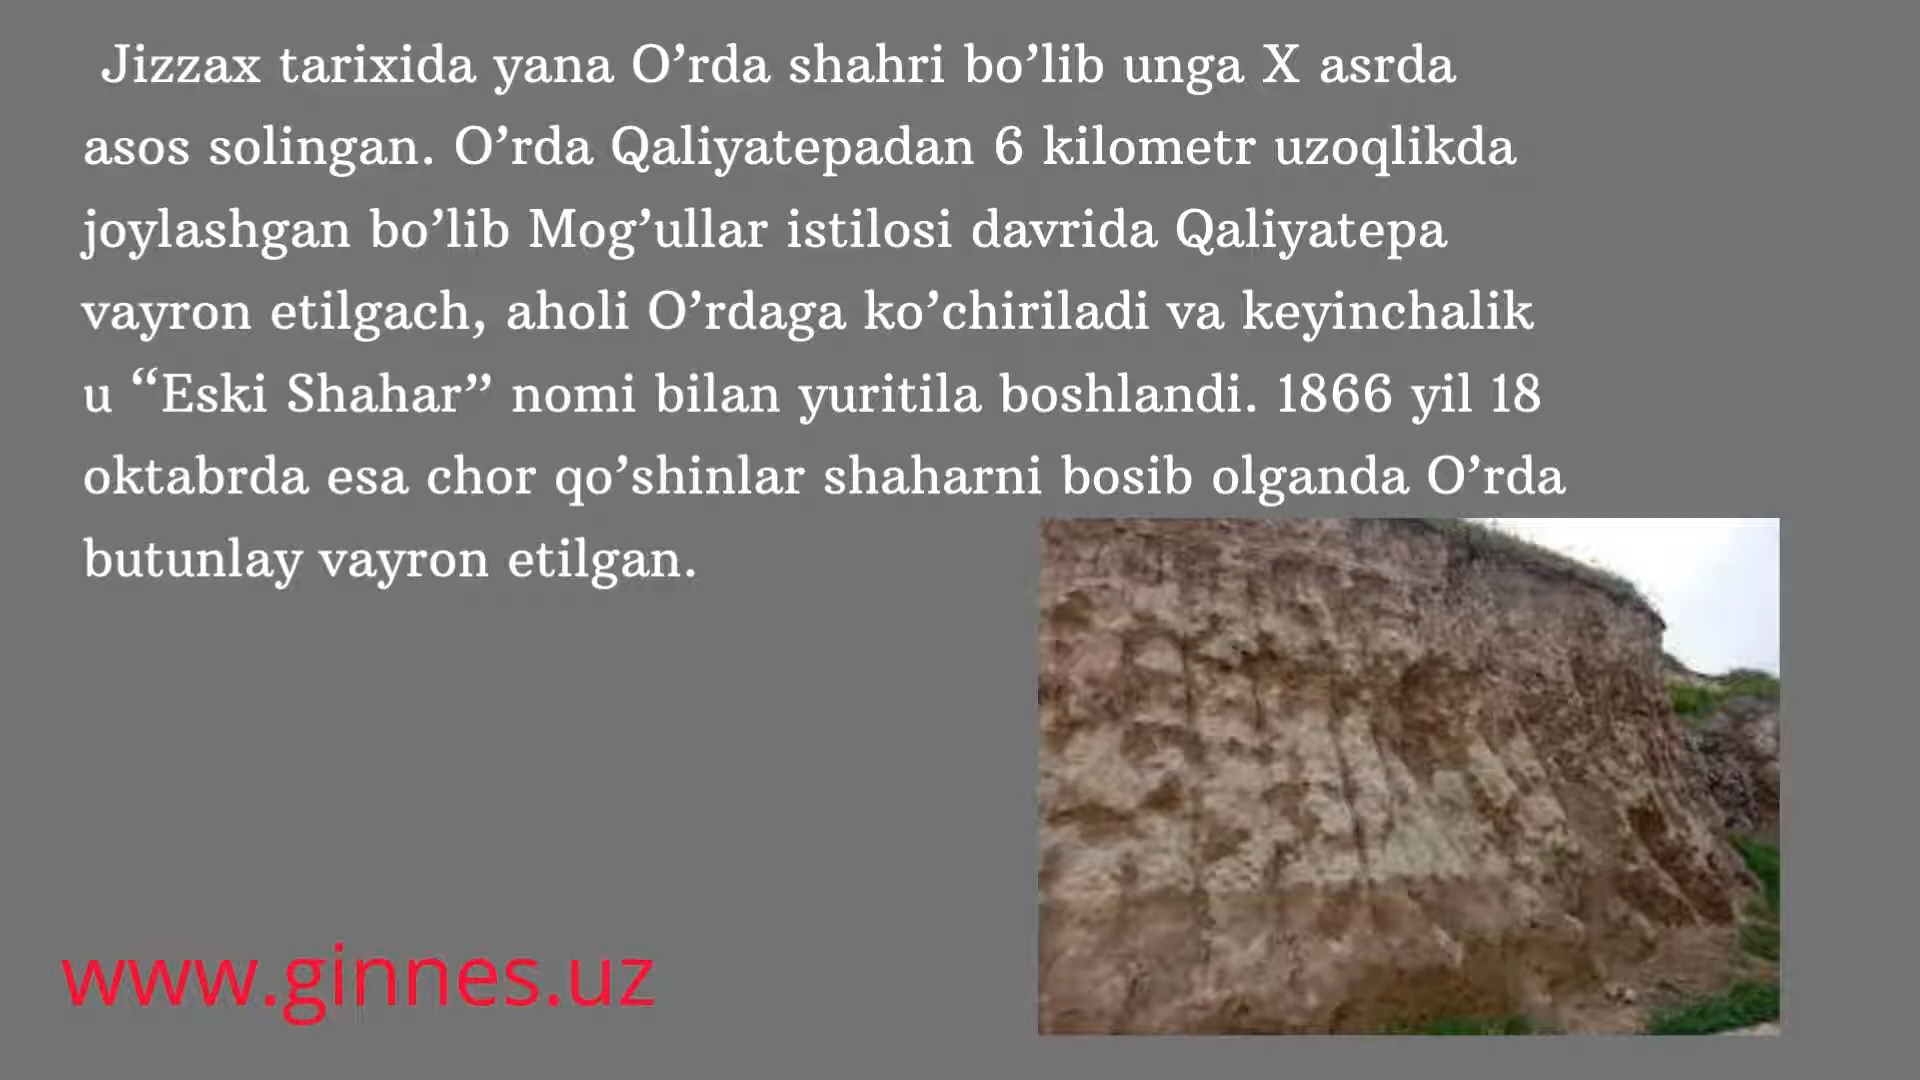 Jizzax tarixida yana O’rda shahri bo’lib unga X asrda
asos solingan. O’rda Qaliyatepadan 6 kilometr uzoqlikda
joylashgan bo’lib Mog’ullar istilosi davrida Qaliyatepa
vayron etilgach, aholi O’rdaga ko’chiriladi va keyinchalik
u “Eski Shahar” nomi bilan yuritila boshlandi. 1866 yil 18
oktabrda esa chor qo’shinlar shaharni bosib olganda O’rda
butunlay vayron etilgan.
www.ginnes.uz